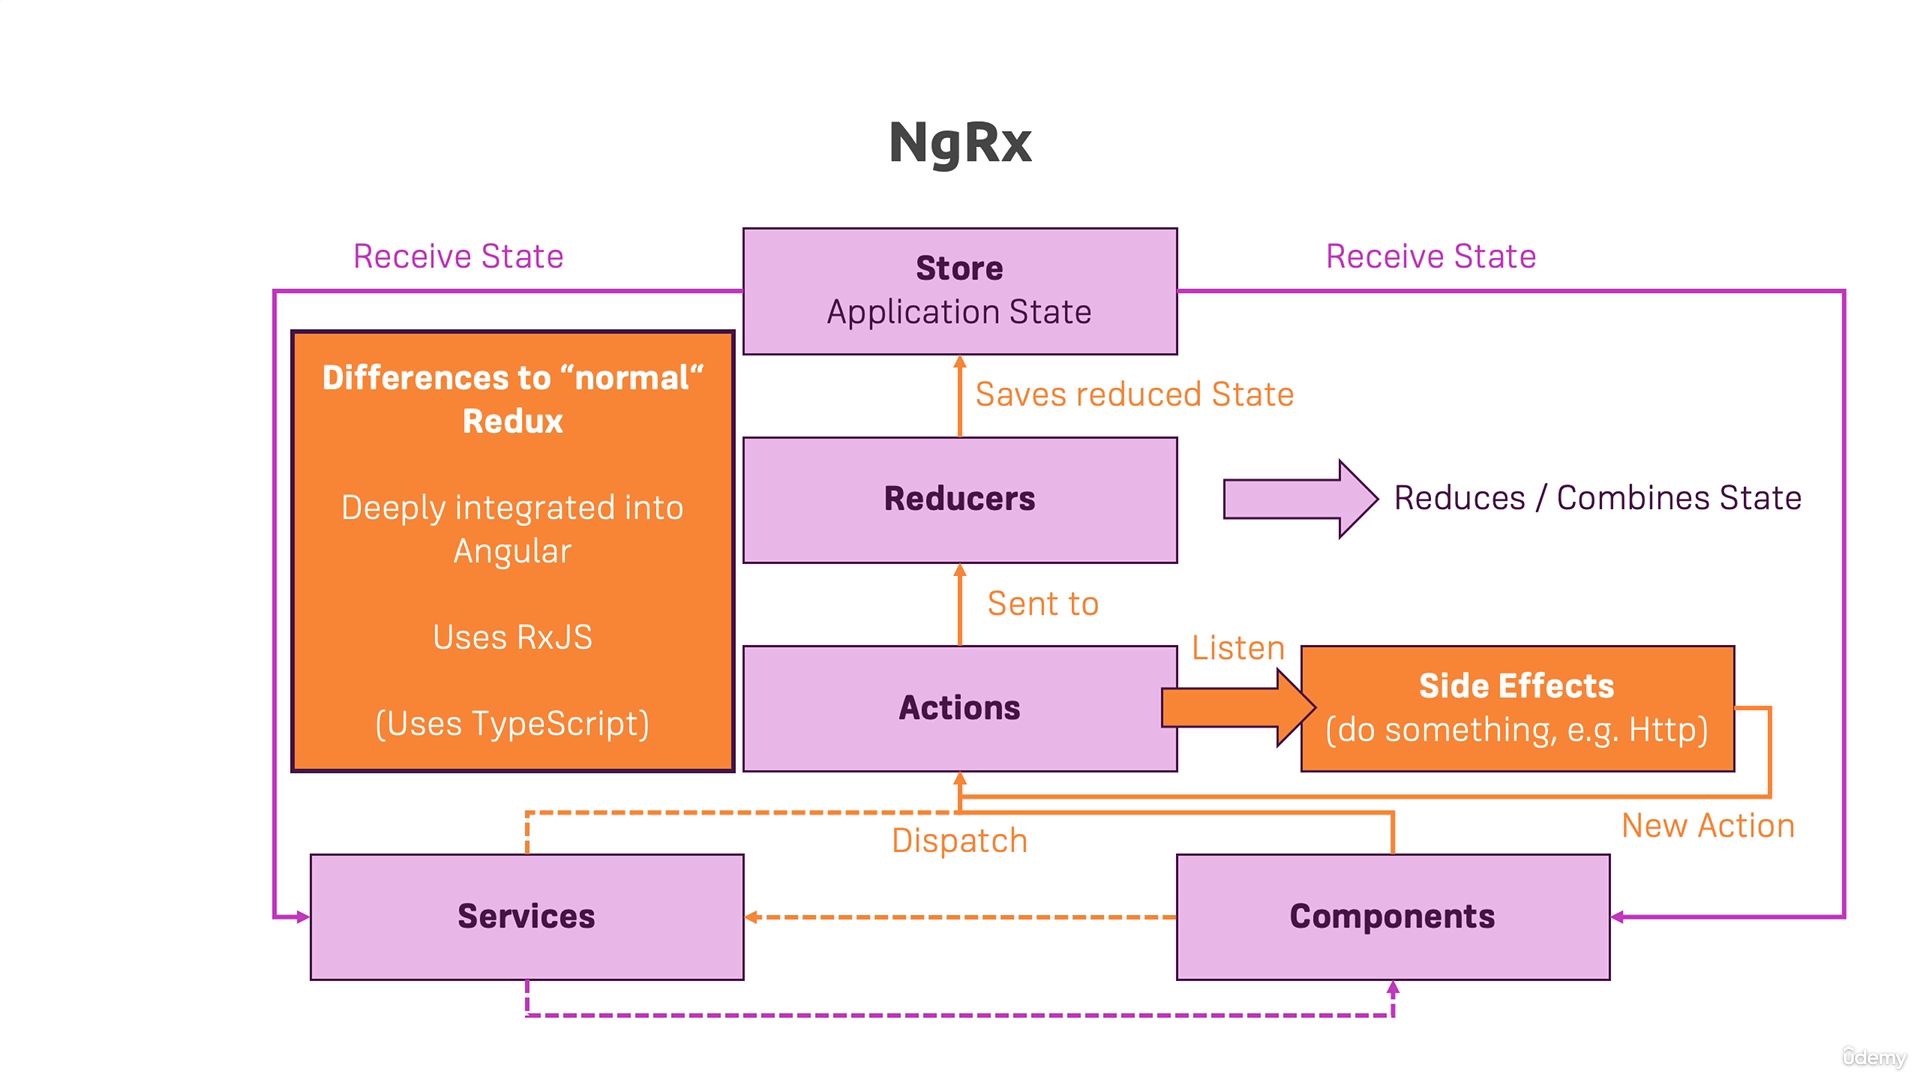 NgRx
Receive State
Store
Application State
Receive State
Differences to “normal“
Redux
Deeply integrated into
Angular
Uses RxJS
(Uses TypeScript)
Saves reduced State
Reducers
Reduces / Combines State
Sent to
Actions
Listen
Side Effects
(do something, e.g. Http)
New Action
Dispatch
Services
Components
ûdemy